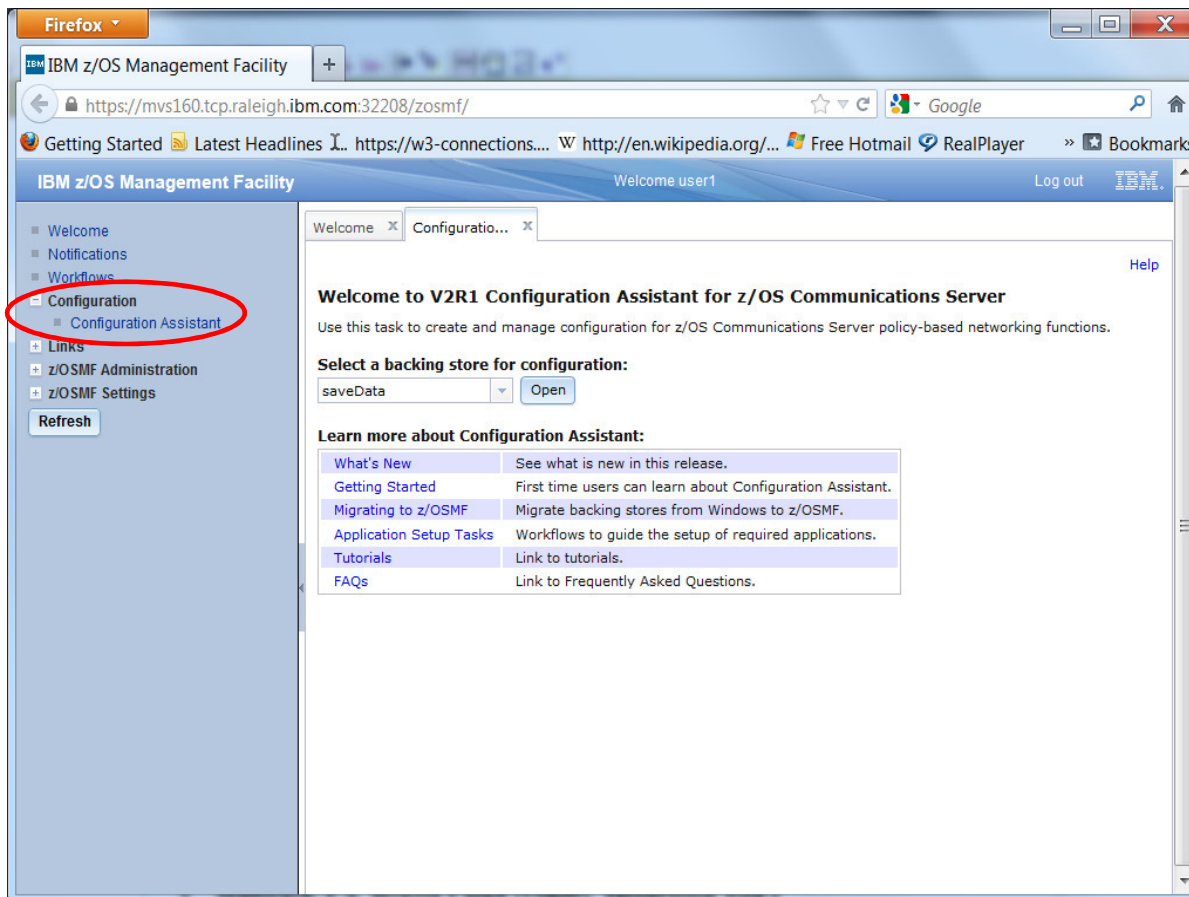 Firefox
IBM IBM z/OS Management Facility +
https://mvs160.tcp.raleigh.ibm.com:32208/zosmf/ Google
Getting Started Latest Headlines I.. https://w3-connections.... W http://en.wikipedia.org/... Free Hotmail RealPlayer » Bookmarks
IBM z/OS Management Facility Welcome user1 Log out IBM.
Welcome
Notifications
Workflows
Configuration
Configuration Assistant
Links
z/OSMF Administration
z/OSMF Settings
Refresh
Welcome X Configuratio... X
Help
Welcome to V2R1 Configuration Assistant for z/OS Communications Server
Use this task to create and manage configuration for z/OS Communications Server policy-based networking functions.
Select a backing store for configuration:
saveData Open
Learn more about Configuration Assistant:
What's New See what is new in this release.
Getting Started First time users can learn about Configuration Assistant.
Migrating to z/OSMF Migrate backing stores from Windows to z/OSMF.
Application Setup Tasks Workflows to guide the setup of required applications.
Tutorials Link to tutorials.
FAQs Link to Frequently Asked Questions.